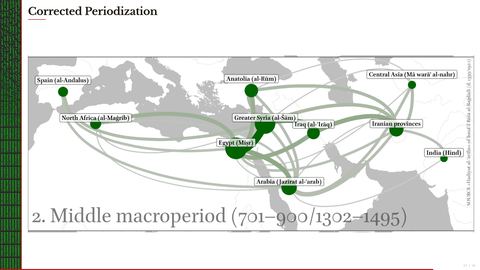 Corrected Periodization
Spain (al-Andalus)
Anatolia (al-Rūm)
Central Asia (Mā warāʾ al-nahr)
North Africa (al-Maġrib)
Greater Syria (al-Šām)
Iraq (al-ʿIrāq)
Iranian provinces
Egypt (Miṣr)
India (Hind)
Arabia (Jazīrat al-ʿarab)
2. Middle macroperiod (701–900/1302–1495)